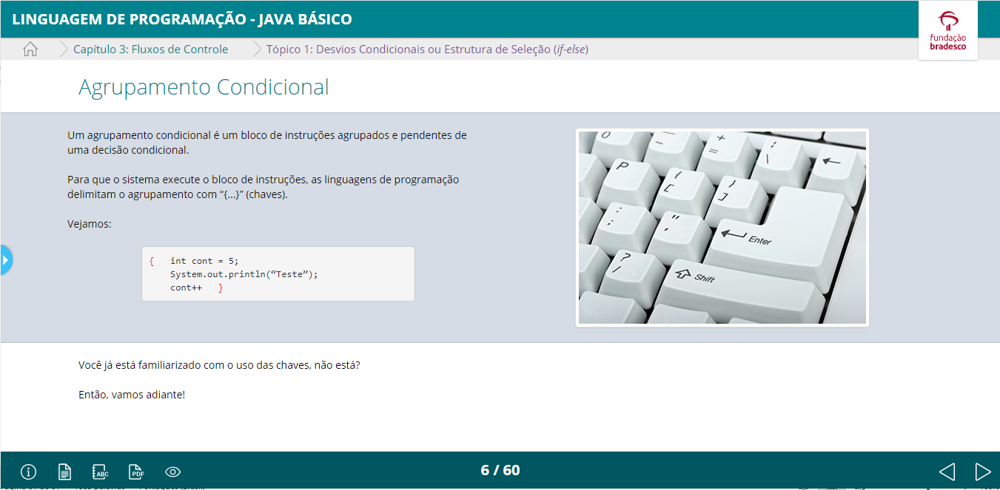 LINGUAGEM DE PROGRAMAÇÃO - JAVA BÁSICO
fundação
bradesco
Capítulo 3: Fluxos de Controle
Tópico 1: Desvios Condicionais ou Estrutura de Seleção (if-else)
Agrupamento Condicional
Um agrupamento condicional é um bloco de instruções agrupados e pendentes de
uma decisão condicional.
Para que o sistema execute o bloco de instruções, as linguagens de programação
delimitam o agrupamento com “{...}” (chaves).
Vejamos:
{ int cont = 5;
System.out.println(“Teste”);
cont++ }
O
P
Enter
Shift
Você já está familiarizado com o uso das chaves, não está?
Então, vamos adiante!
ABC
PDF
6 / 60